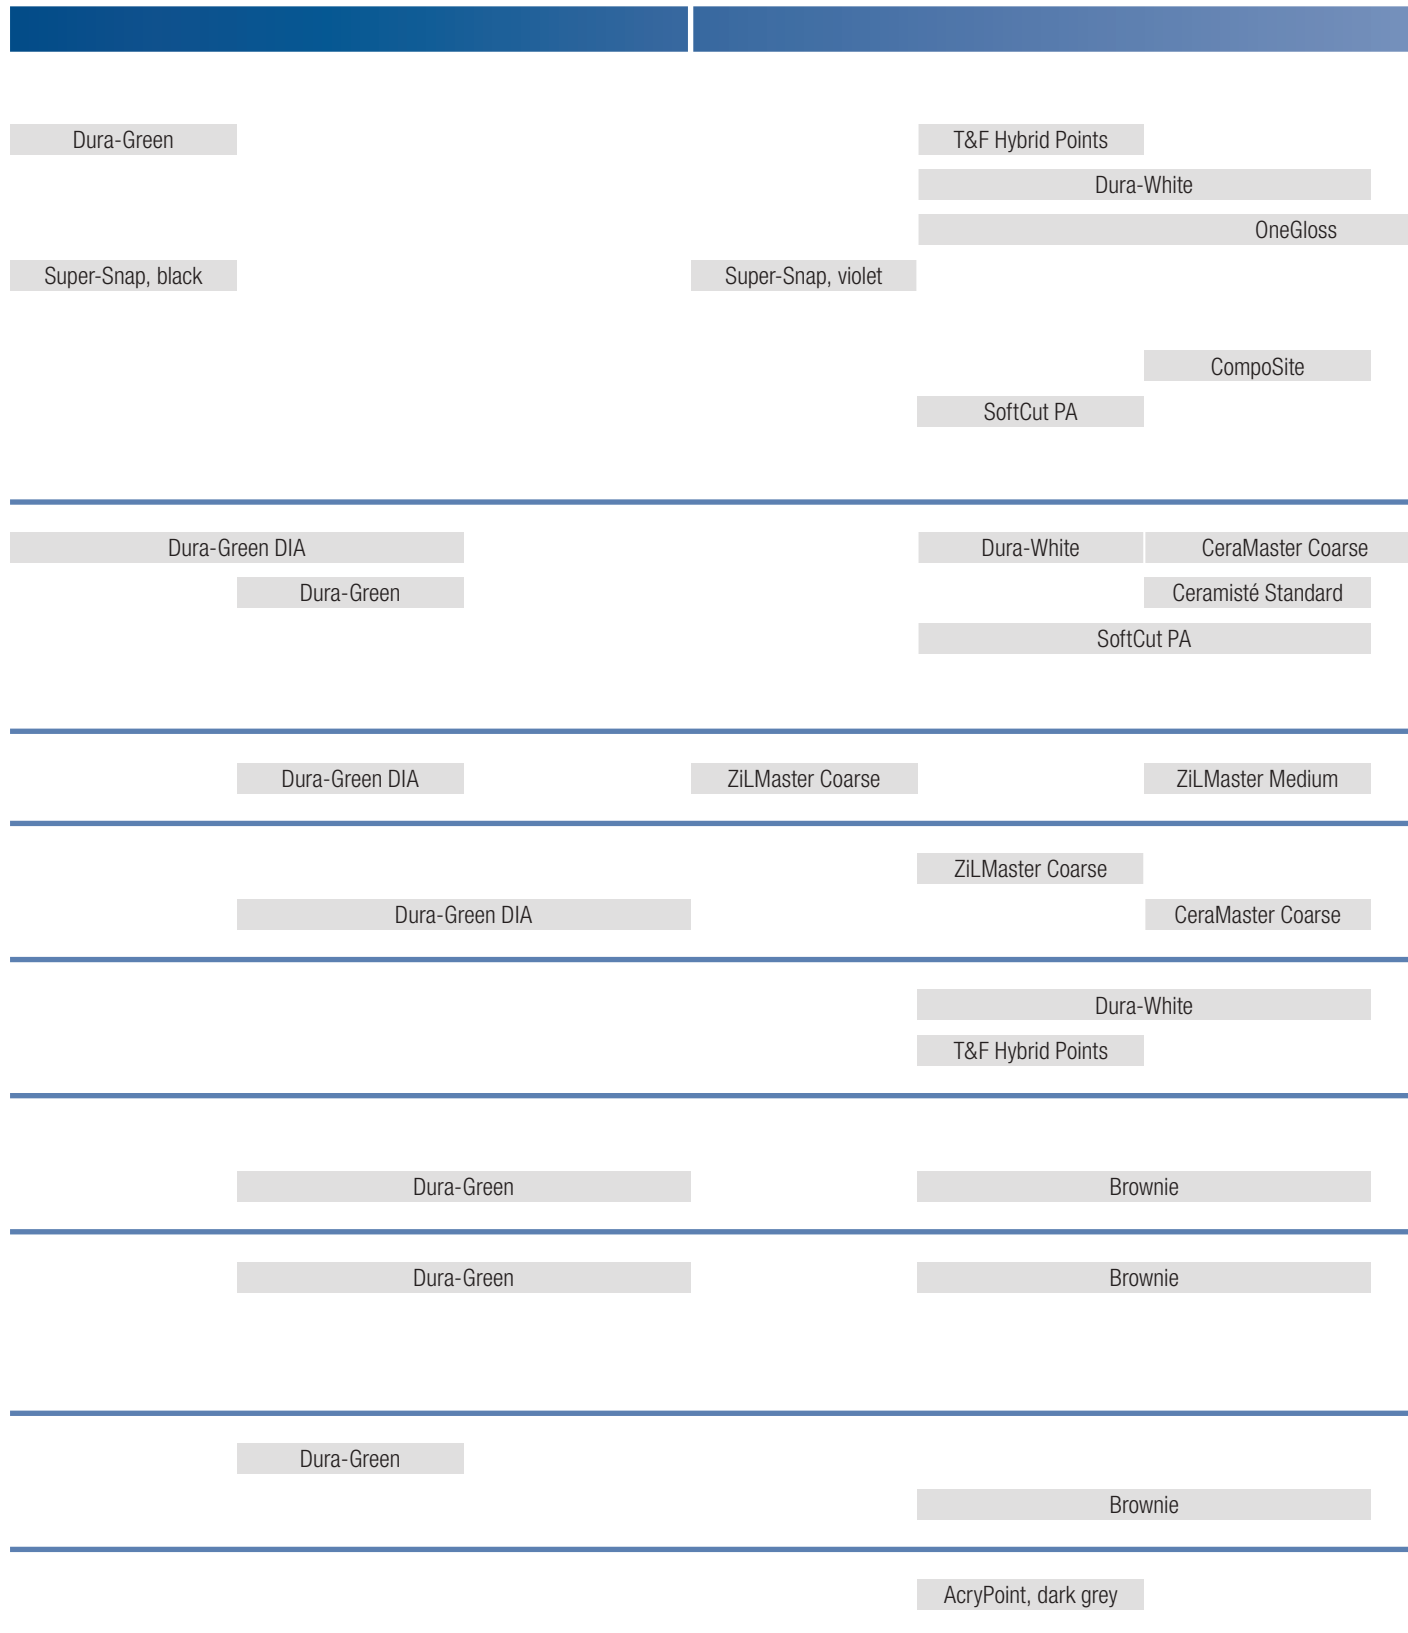 Dura-Green T&F Hybrid Points
Dura-White
OneGloss
Super-Snap, black Super-Snap, violet
CompoSite
SoftCut PA
Dura-Green DIA Dura-White CeraMaster Coarse
Dura-Green Ceramisté Standard
SoftCut PA
Dura-Green DIA ZiLMaster Coarse ZiLMaster Medium
ZiLMaster Coarse
Dura-Green DIA CeraMaster Coarse
Dura-White
T&F Hybrid Points
Dura-Green Brownie
Dura-Green Brownie
Dura-Green
Brownie
AcryPoint, dark grey